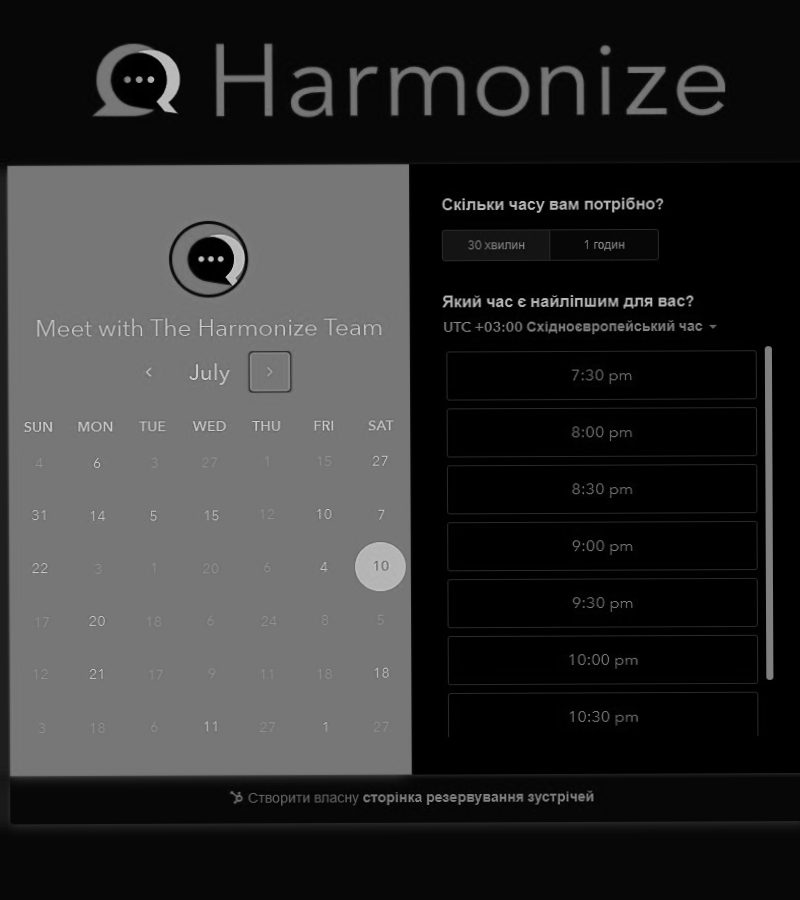 Harmonize
Meet with The Harmonize Team
July
SUN MON TUE WED THU FRI SAT
4 6 3 27 1 15 27
31 14 5 15 12 10 7
22 3 1 20 6 4 10
17 20 18 6 24 8 5
12 21 17 9 11 18 18
3 18 6 11 27 1 27
Скільки часу вам потрібно?
30 хвилин 1 годин
Який час є найліпшим для вас?
UTC +03:00 Східноєвропейський час
7:30 pm
8:00 pm
8:30 pm
9:00 pm
9:30 pm
10:00 pm
10:30 pm
Створити власну сторінка резервування зустрічей